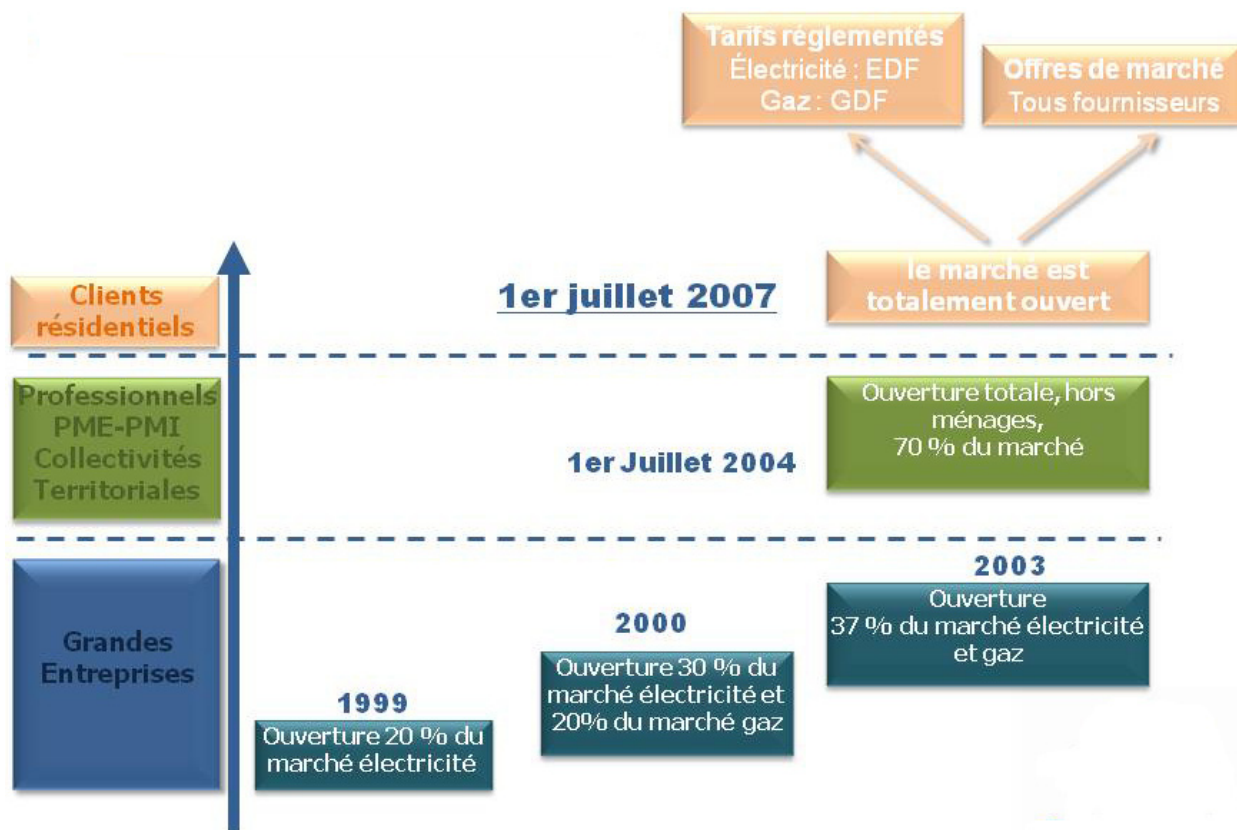 Tarifs réglementés
Électricité : EDF
Gaz : GDF
Offres de marché
Tous fournisseurs
Clients
résidentiels
1er juillet 2007
le marché est
totalement ouvert
Professionnels
PME-PMI
Collectivités
Territoriales
1er Juillet 2004
Ouverture totale, hors
ménages,
70 % du marché
Grandes
Entreprises
1999
Ouverture 20 % du
marché électricité
2000
Ouverture 30 % du
marché électricité et
20% du marché gaz
2003
Ouverture
37 % du marché électricité
et gaz